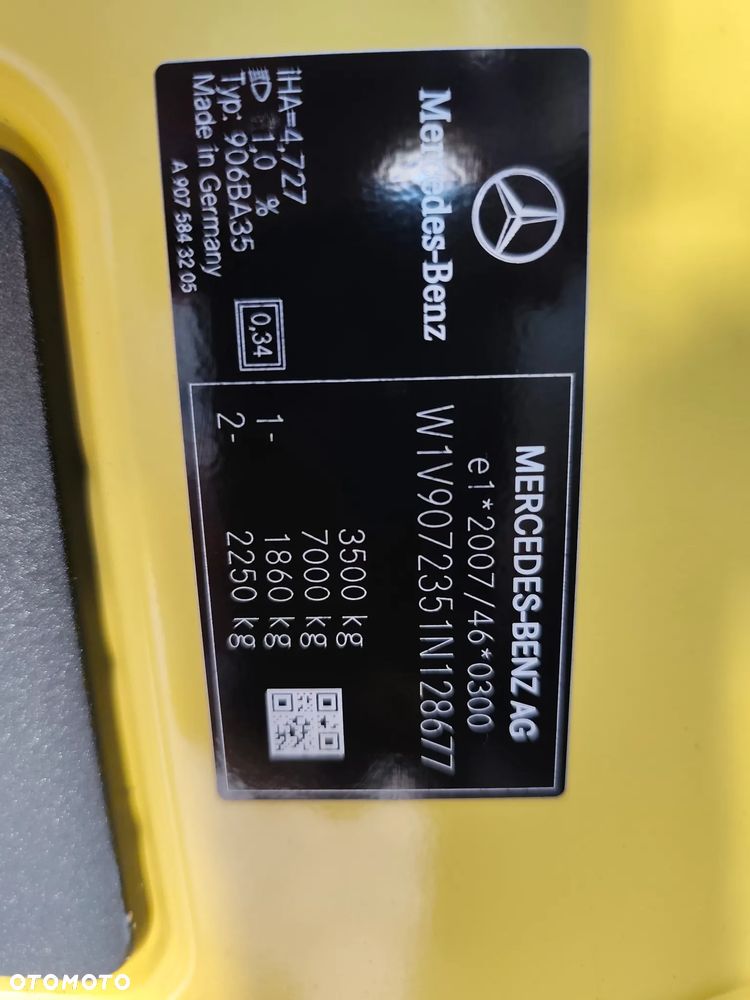 Mercedes-Benz
iHA=4,727
1,0 %
Typ: 906BA35
Made in Germany
A 907 584 32 05
0,34
MERCEDES-BENZ AG
e1*2007/46*0300
W1V9072351N128677
3500 kg
7000 kg
1- 1860 kg
2- 2250 kg
OTOMOTO